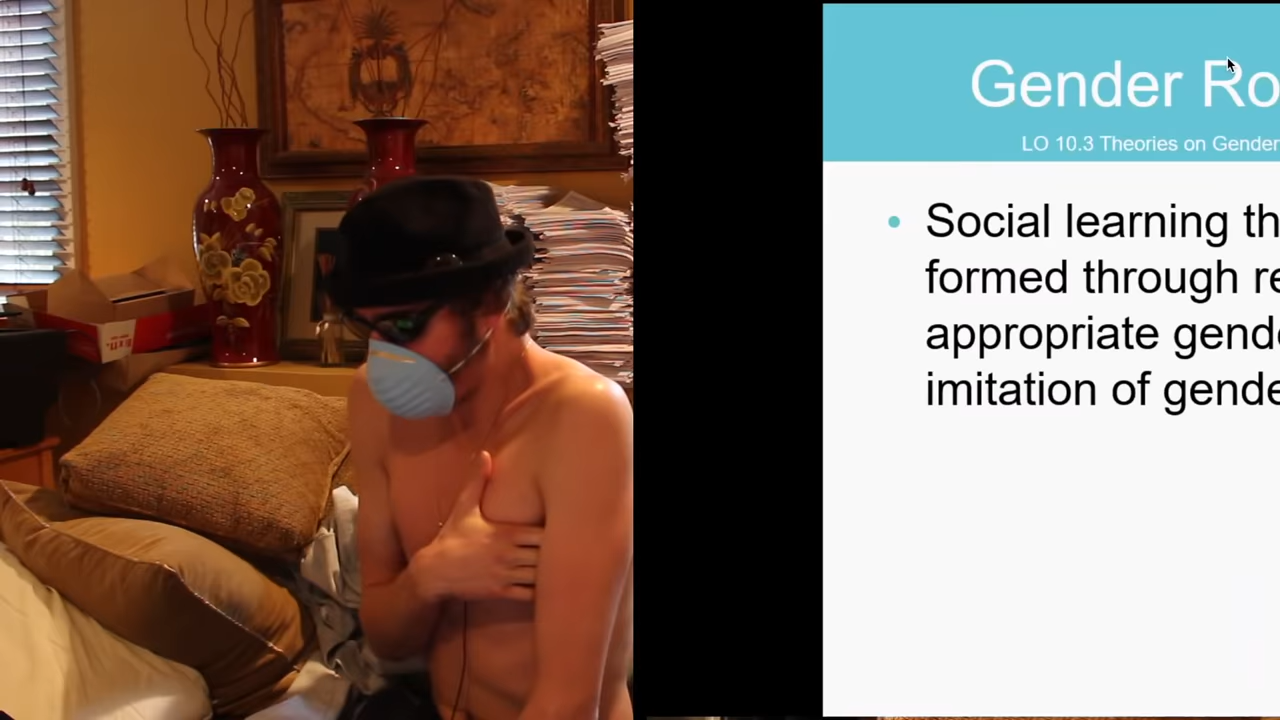 Gender Ro
LO 10.3 Theories on Gender
• Social learning th
formed through re
appropriate gende
imitation of gende